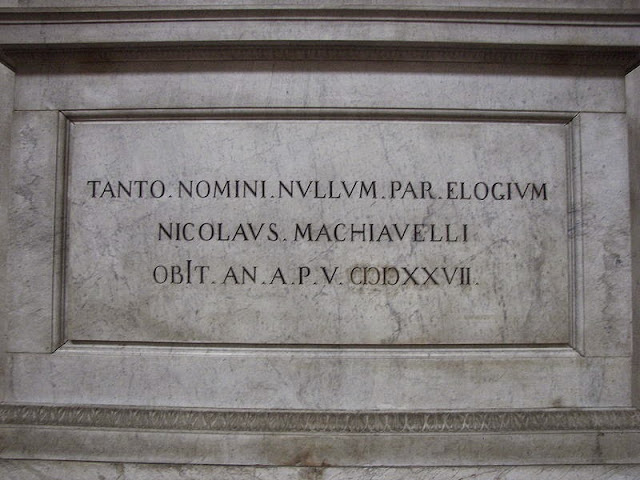 TANTO.NOMINI.NVLLVM.PAR.ELOGIVM
NICOLAVS.MACHIAVELLI
OBIT.AN.A.P.V. CIƆIƆXXVII.